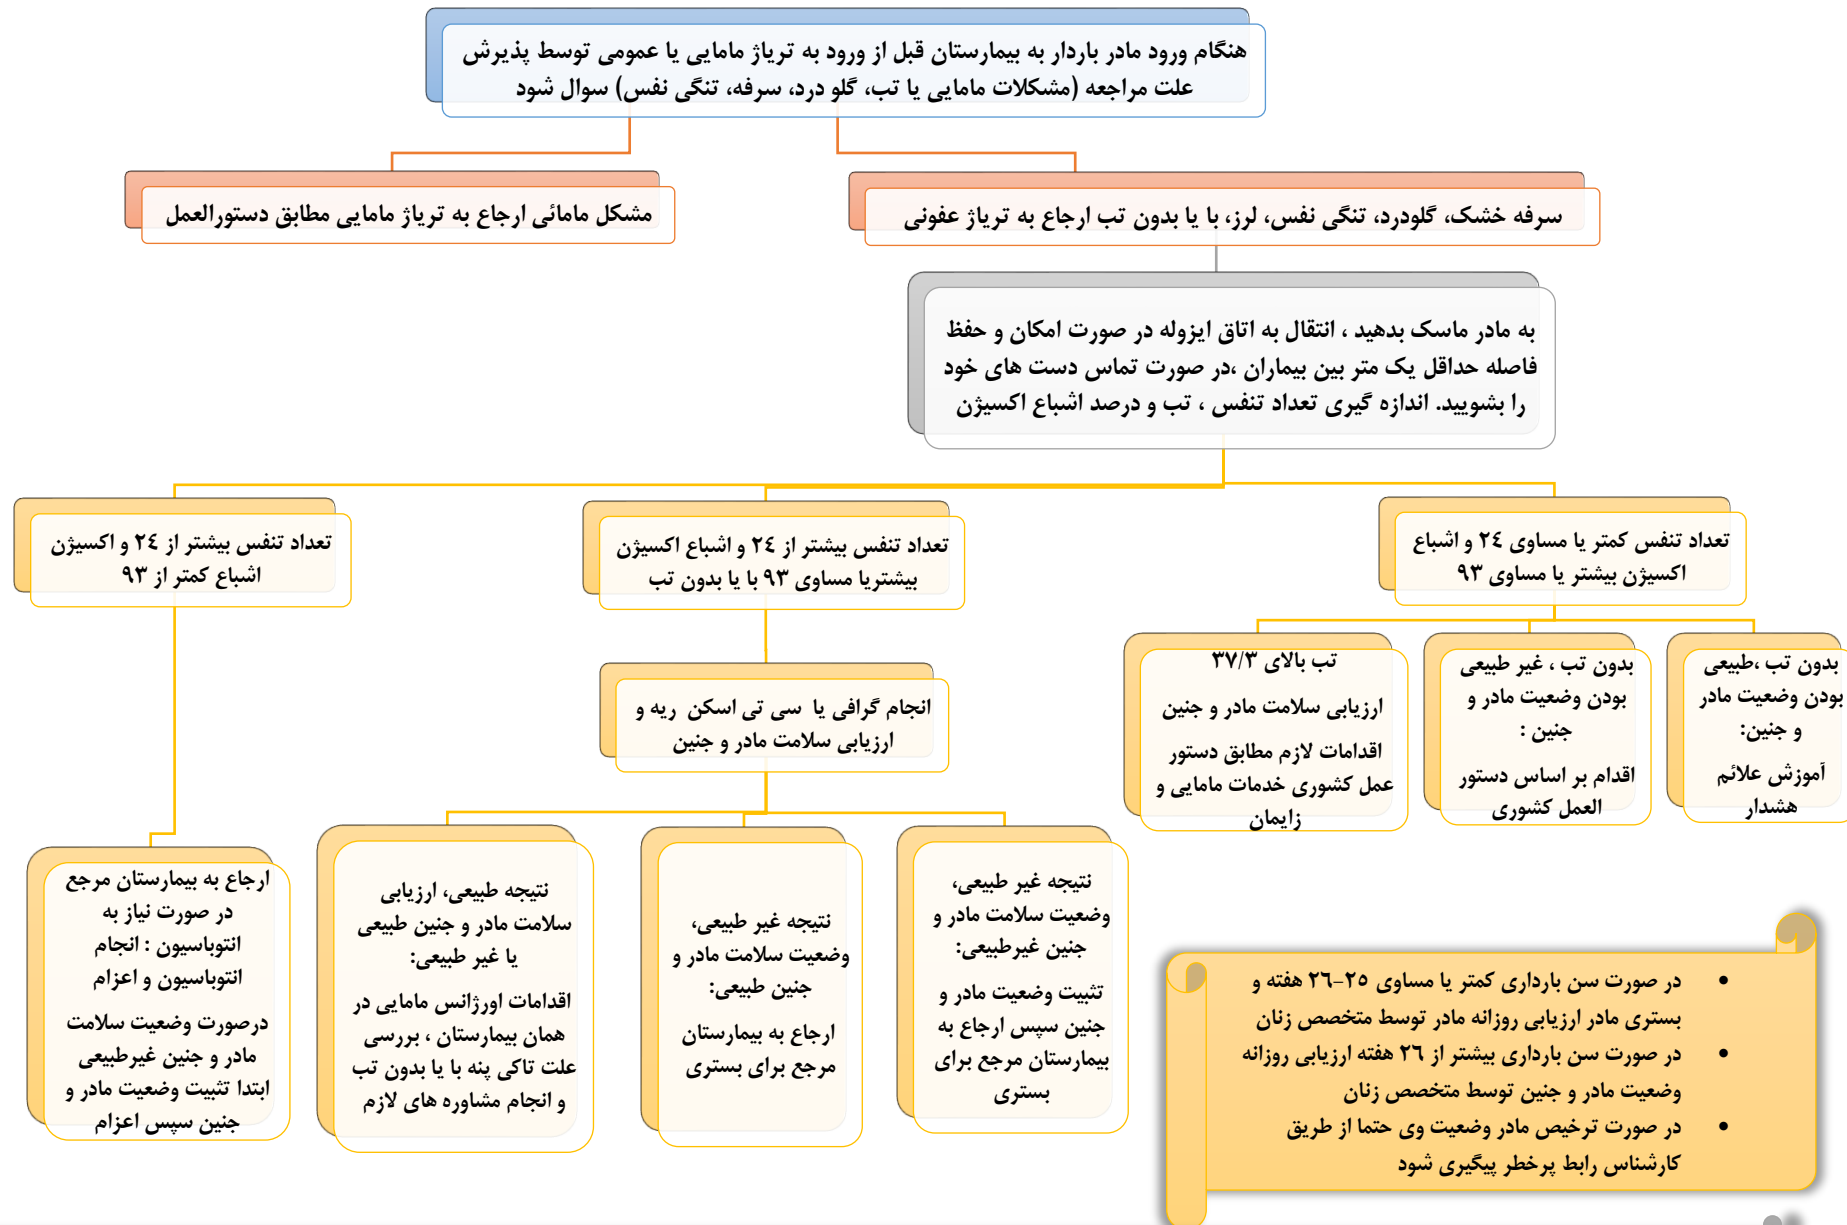 هنگام ورود مادر باردار به بیمارستان قبل از ورود به تریاژ مامایی یا عمومی توسط پذیرش
علت مراجعه (مشکلات مامایی یا تب، گلو درد، سرفه، تنگی نفس) سوال شود
سرفه خشک، گلودرد، تنگی نفس، لرز، با یا بدون تب ارجاع به تریاژ عفونی
مشکل مامائی ارجاع به تریاژ مامایی مطابق دستورالعمل
به مادر ماسک بدهید ، انتقال به اتاق ایزوله در صورت امکان و حفظ
فاصله حداقل یک متر بین بیماران ،در صورت تماس دست های خود
را بشویید. اندازه گیری تعداد تنفس ، تب و درصد اشباع اکسیژن
تعداد تنفس کمتر یا مساوی ۲٤ و اشباع
اکسیژن بیشتر یا مساوی ۹۳
تعداد تنفس بیشتر از ۲٤ و اشباع اکسیژن
بیشتریا مساوی ۹۳ با یا بدون تب
تعداد تنفس بیشتر از ۲٤ و اکسیژن
اشباع کمتر از ۹۳
بدون تب ،طبیعی
بودن وضعیت مادر
و جنین:
آموزش علائم
هشدار
بدون تب ، غیر طبیعی
بودن وضعیت مادر و
جنین :
اقدام بر اساس دستور
العمل کشوری
تب بالای ۳۷/۳
ارزیابی سلامت مادر و جنین
اقدامات لازم مطابق دستور
عمل کشوری خدمات مامایی و
زایمان
انجام گرافی یا سی تی اسکن ریه و
ارزیابی سلامت مادر و جنین
نتیجه غیر طبیعی،
وضعیت سلامت مادر و
جنین غیرطبیعی:
تثبیت وضعیت مادر و
جنین سپس ارجاع به
بیمارستان مرجع برای
بستری
نتیجه غیر طبیعی،
وضعیت سلامت مادر و
جنین طبیعی:
ارجاع به بیمارستان
مرجع برای بستری
نتیجه طبیعی، ارزیابی
سلامت مادر و جنین طبیعی
یا غیر طبیعی:
اقدامات اورژانس مامایی در
همان بیمارستان ، بررسی
علت تاکی پنه با یا بدون تب
و انجام مشاوره های لازم
ارجاع به بیمارستان مرجع
در صورت نیاز به
انتوباسیون : انجام
انتوباسیون و اعزام
درصورت وضعیت سلامت
مادر و جنین غیرطبیعی
ابتدا تثبیت وضعیت مادر و
جنین سپس اعزام
• در صورت سن بارداری کمتر یا مساوی ۲٥-۲٦ هفته و
بستری مادر ارزیابی روزانه مادر توسط متخصص زنان
• در صورت سن بارداری بیشتر از ۲٦ هفته ارزیابی روزانه
وضعیت مادر و جنین توسط متخصص زنان
• در صورت ترخیص مادر وضعیت وی حتما از طریق
کارشناس رابط پرخطر پیگیری شود